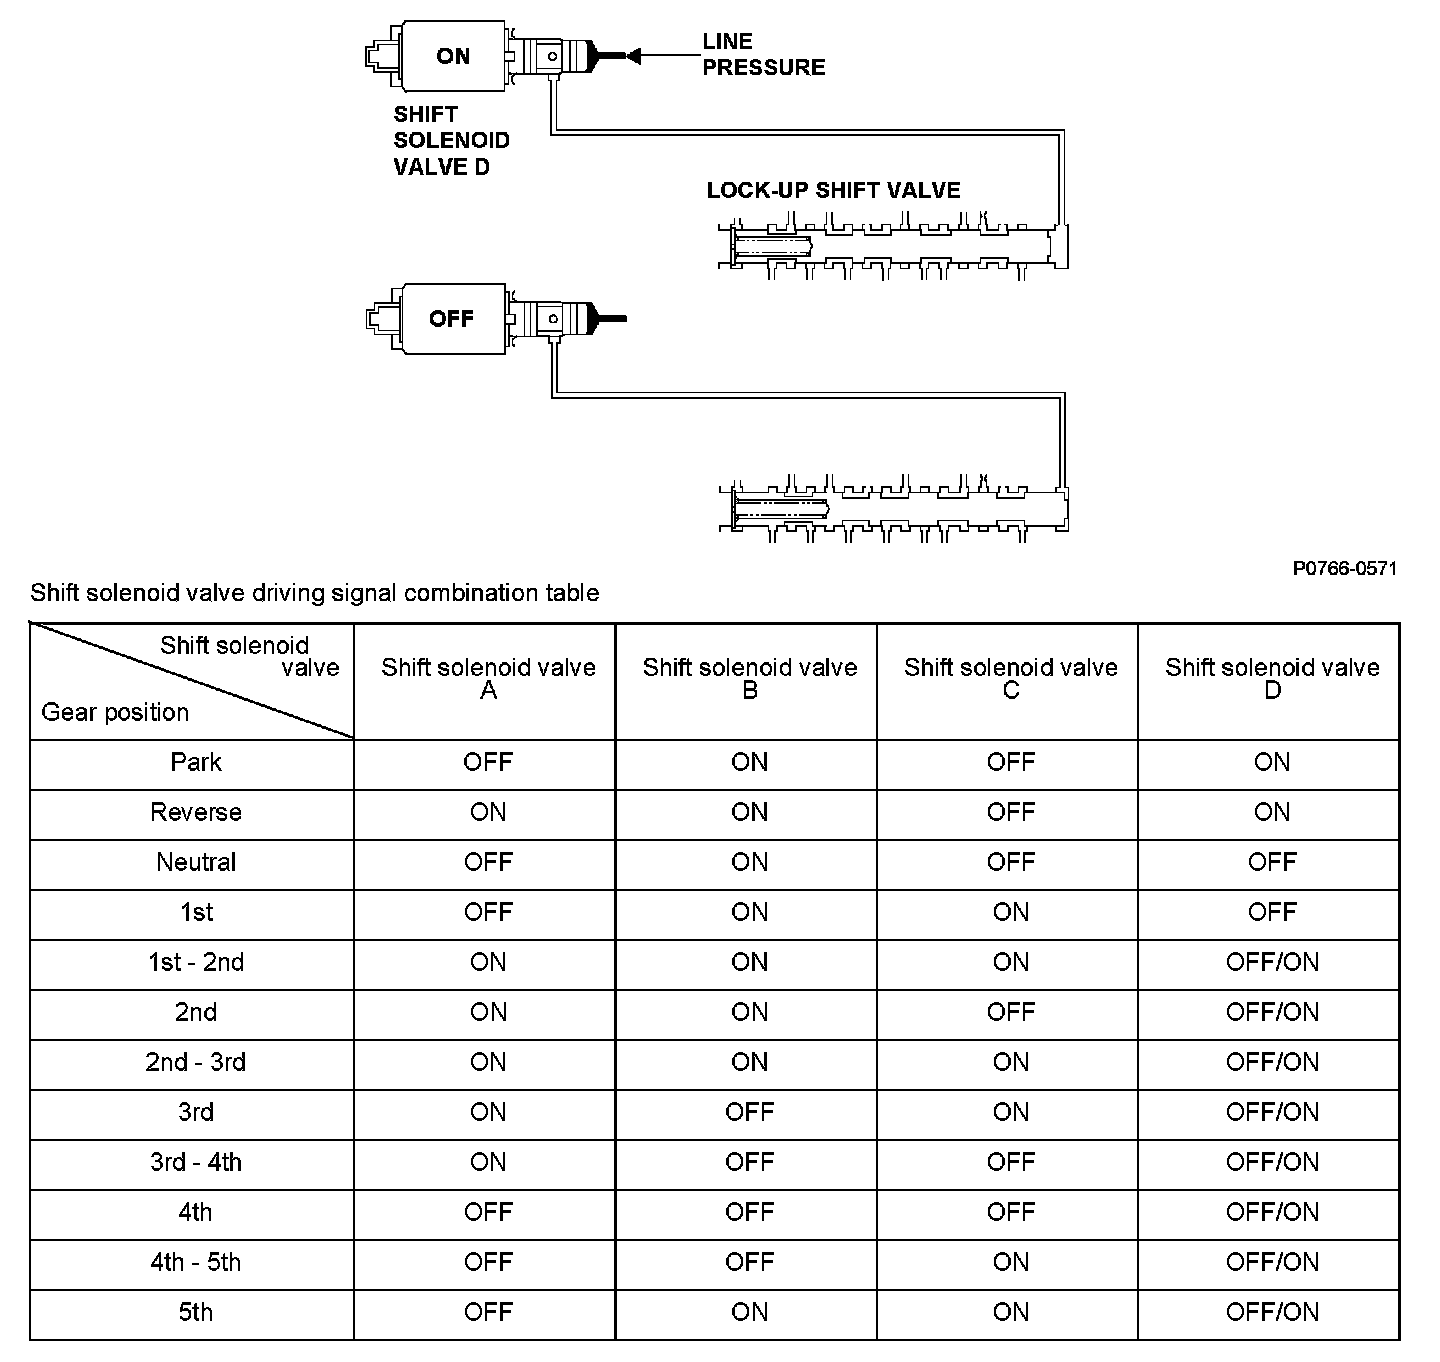 ON
LINE
PRESSURE
SHIFT
SOLENOID
VALVE D
LOCK-UP SHIFT VALVE
OFF
P0766-0571
Shift solenoid valve driving signal combination table
Shift solenoid
valve
Gear position
Shift solenoid valve
A
Shift solenoid valve
B
Shift solenoid valve
C
Shift solenoid valve
D
Park OFF ON OFF ON
Reverse ON ON OFF ON
Neutral OFF ON OFF OFF
1st OFF ON ON OFF
1st - 2nd ON ON ON OFF/ON
2nd ON ON OFF OFF/ON
2nd - 3rd ON ON ON OFF/ON
3rd ON OFF ON OFF/ON
3rd - 4th ON OFF OFF OFF/ON
4th OFF OFF OFF OFF/ON
4th - 5th OFF OFF ON OFF/ON
5th OFF ON ON OFF/ON